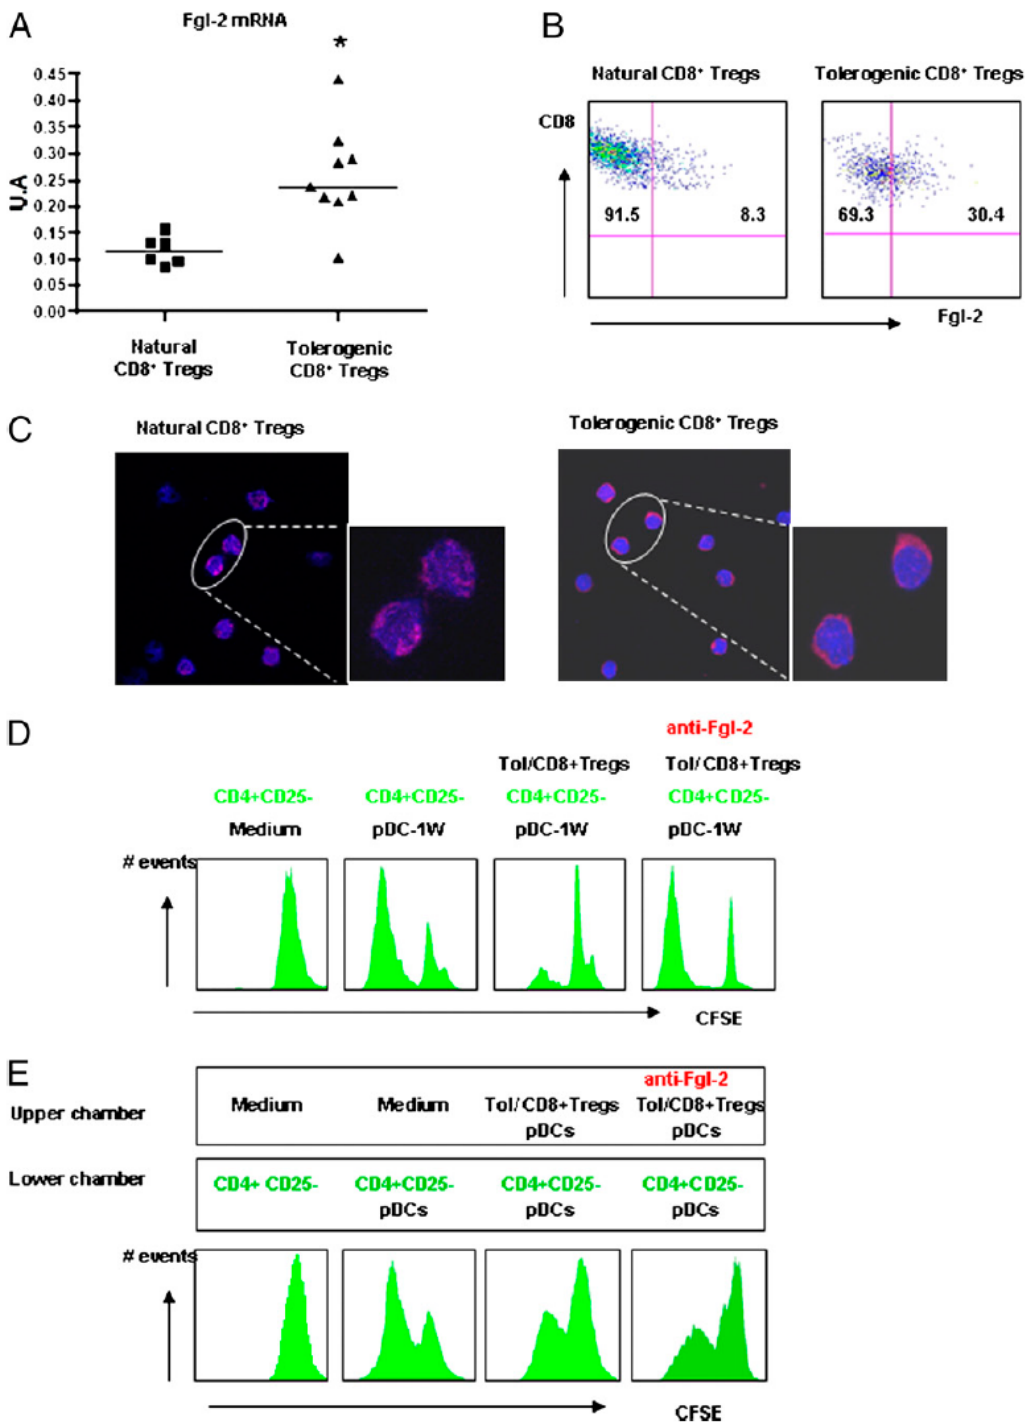 A
Fgl-2 mRNA
*
0.45
0.40
0.35
0.30
0.25
0.20
0.15
0.10
0.05
0.00
U.A
Natural
CD8+ Tregs
Tolerogenic
CD8+ Tregs
B
Natural CD8+ Tregs
Tolerogenic CD8+ Tregs
CD8
91.5 8.3
69.3 30.4
Fgl-2
C
Natural CD8+ Tregs
Tolerogenic CD8+ Tregs
D
anti-Fgl-2
Tol/CD8+Tregs Tol/CD8+Tregs
CD4+CD25- CD4+CD25- CD4+CD25- CD4+CD25-
Medium pDC-1W pDC-1W pDC-1W
# events
CFSE
E
anti-Fgl-2
Upper chamber Medium Medium Tol/CD8+Tregs Tol/CD8+Tregs
pDCs pDCs
Lower chamber CD4+ CD25- CD4+CD25- CD4+CD25- CD4+CD25-
pDCs pDCs pDCs
# events
CFSE